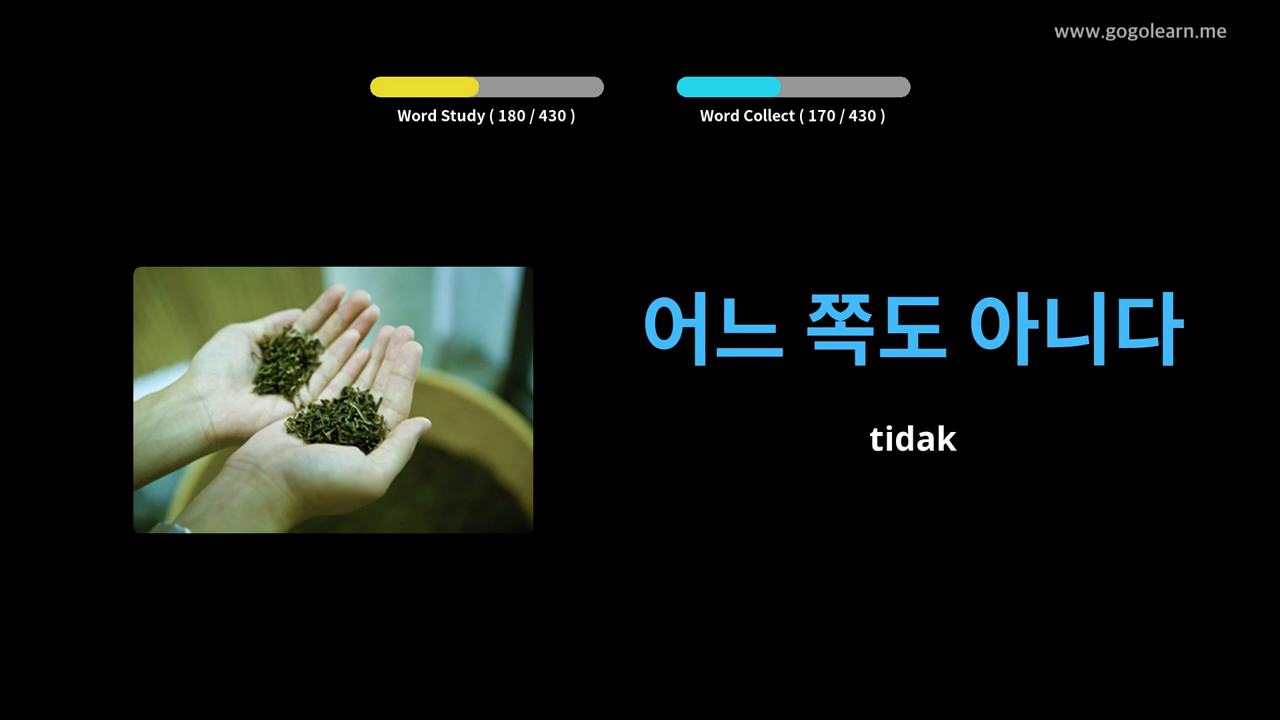 www.gogolearn.me
Word Study ( 180 / 430 )
Word Collect ( 170 / 430 )
어느 쪽도 아니다
tidak